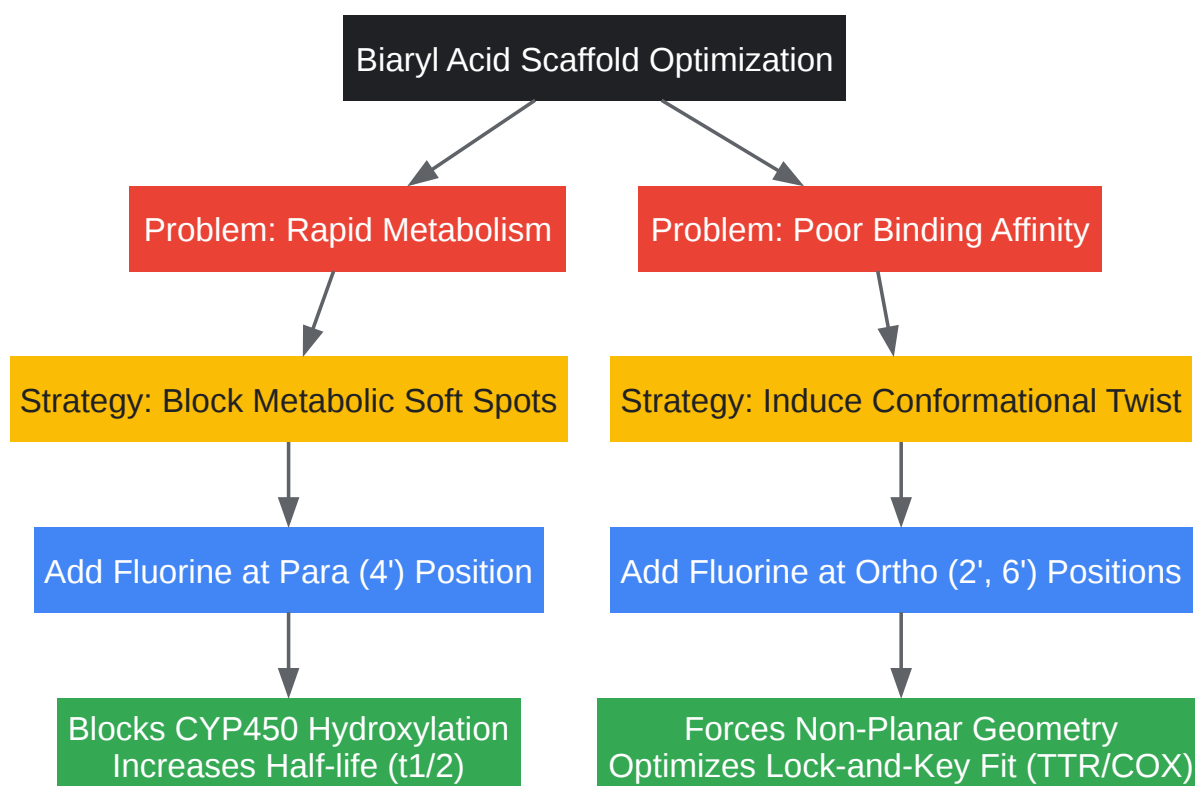 Biaryl Acid Scaffold Optimization
Problem: Rapid Metabolism
Problem: Poor Binding Affinity
Strategy: Block Metabolic Soft Spots
Strategy: Induce Conformational Twist
Add Fluorine at Para (4') Position
Add Fluorine at Ortho (2', 6') Positions
Blocks CYP450 Hydroxylation
Increases Half-life (t1/2)
Forces Non-Planar Geometry
Optimizes Lock-and-Key Fit (TTR/COX)